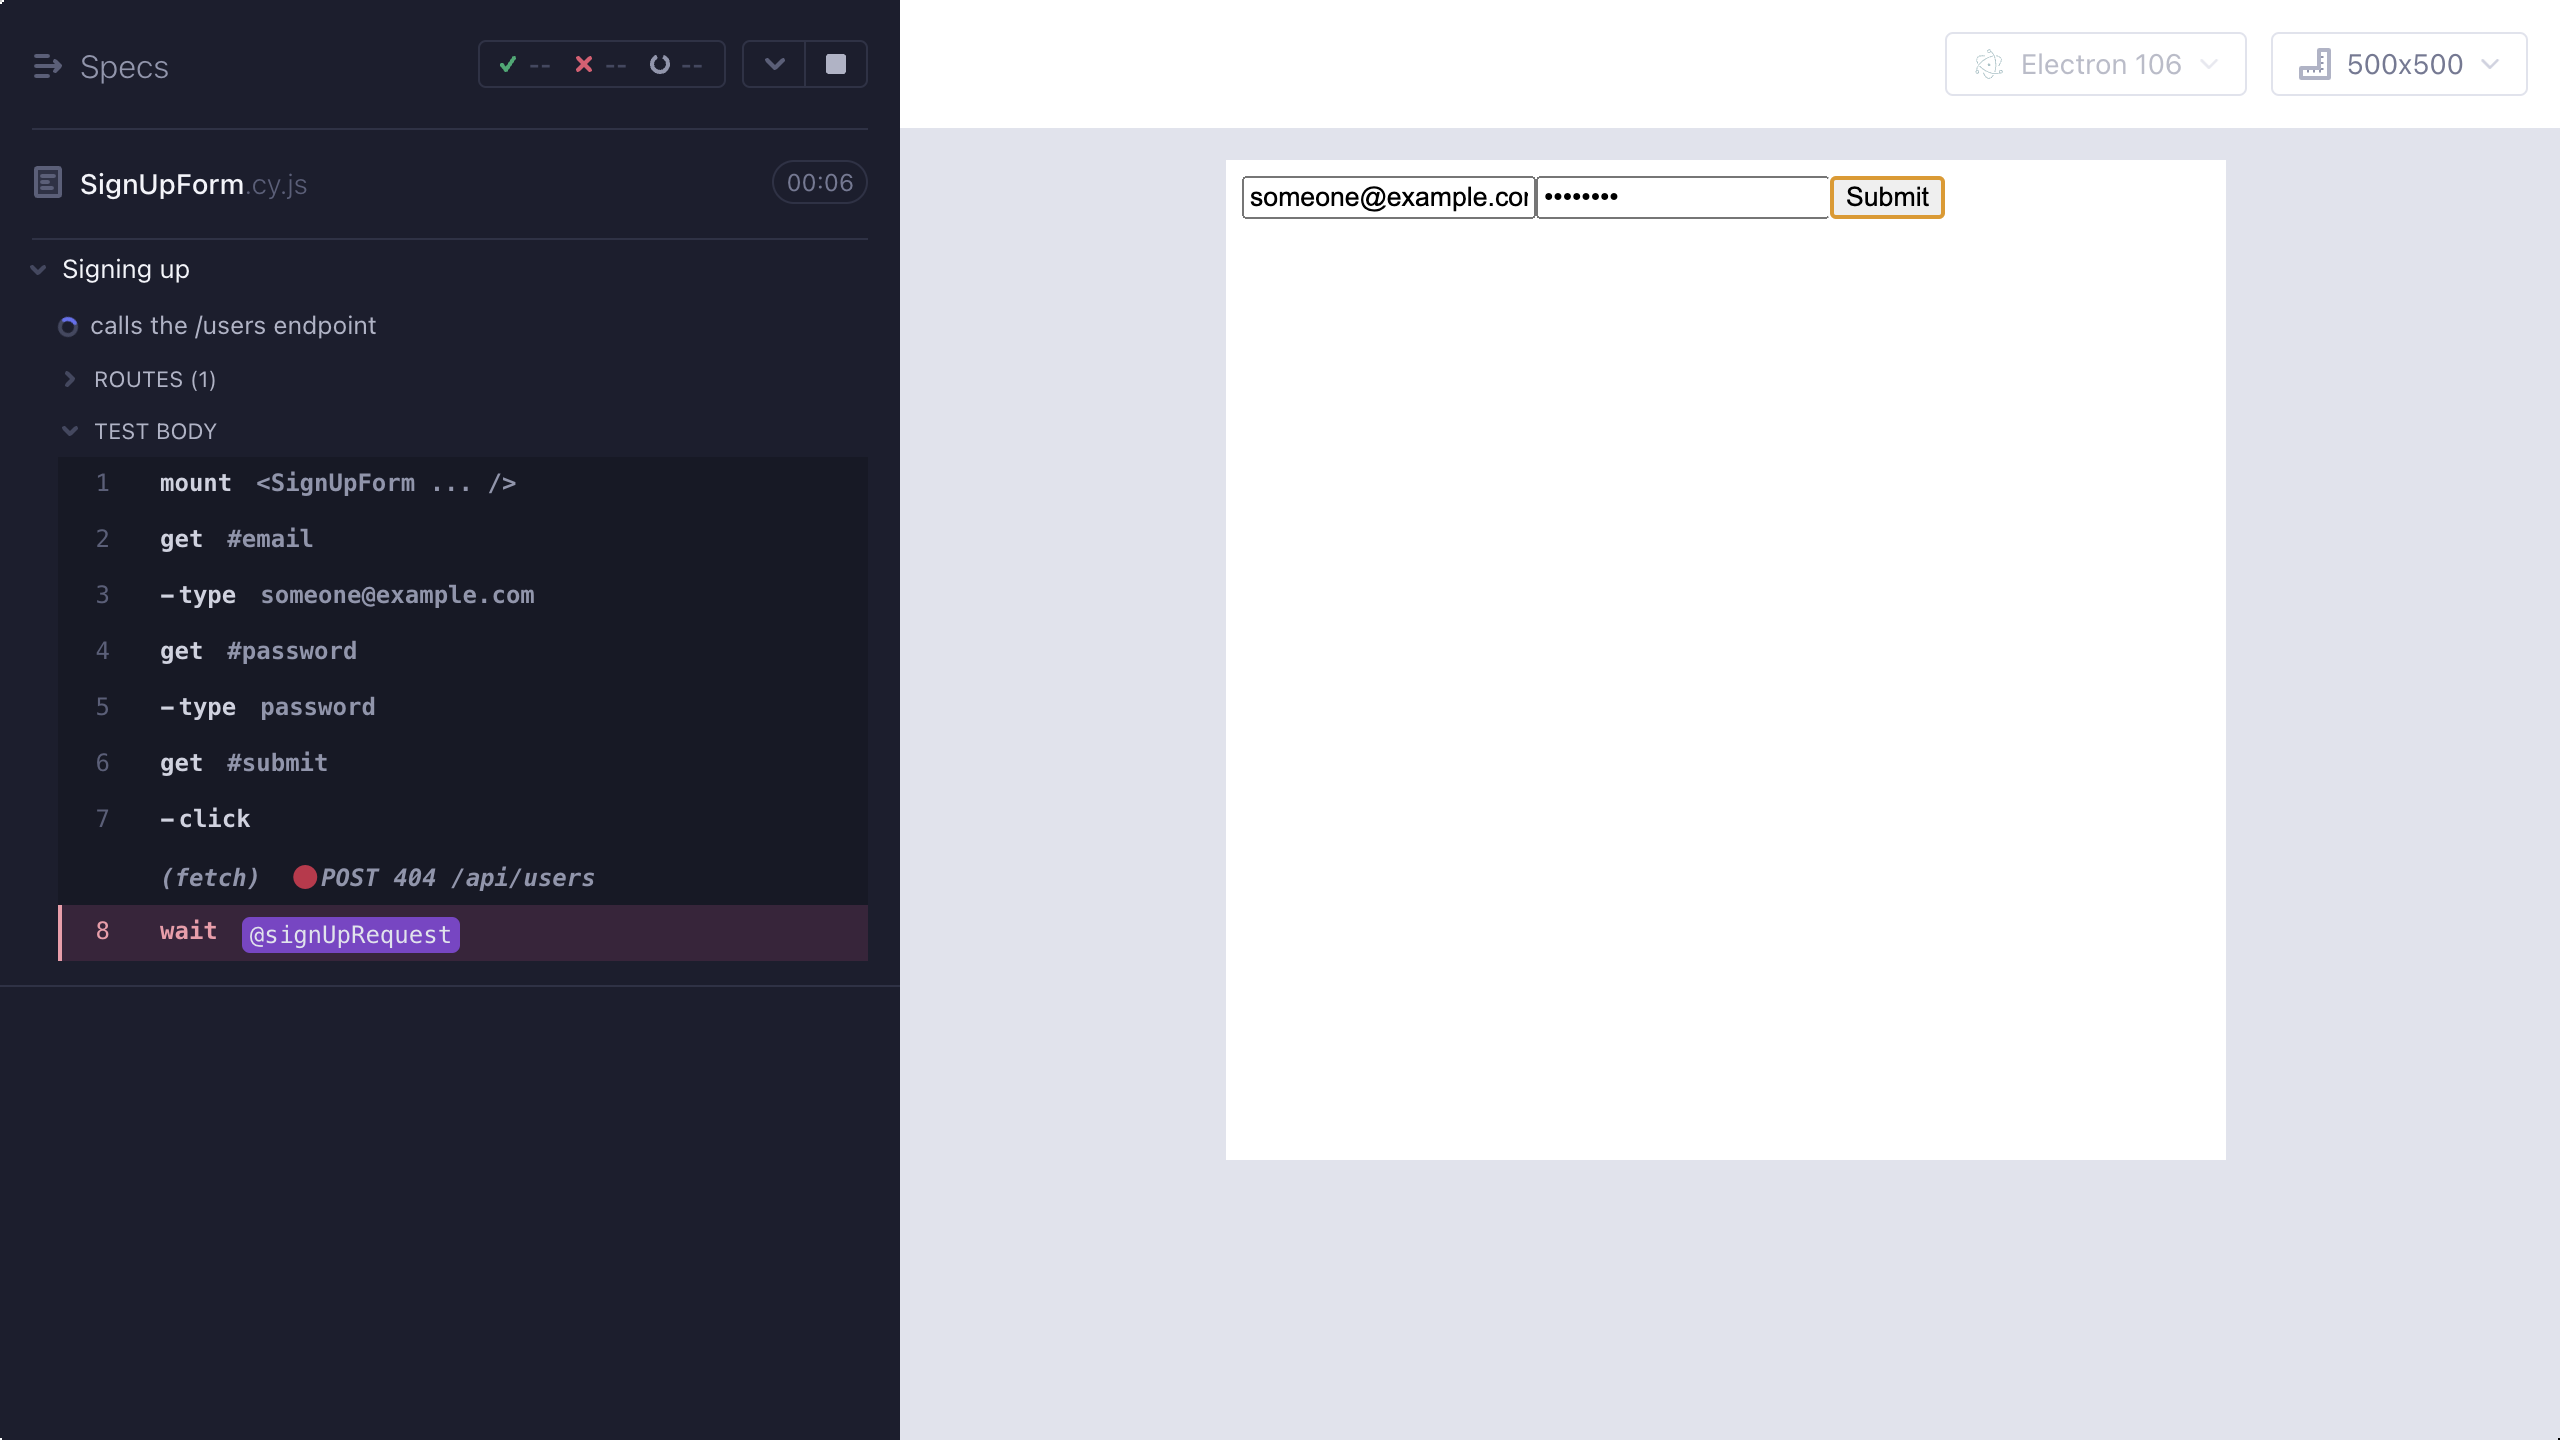 Specs
-- -- --
Electron 106
500x500
SignUpForm.cy.js
00:06
someone@example.com
••••••••
Submit
Signing up
calls the /users endpoint
ROUTES (1)
TEST BODY
1 mount <SignUpForm ... />
2 get #email
3 -type someone@example.com
4 get #password
5 -type password
6 get #submit
7 -click
(fetch) POST 404 /api/users
8 wait @signUpRequest